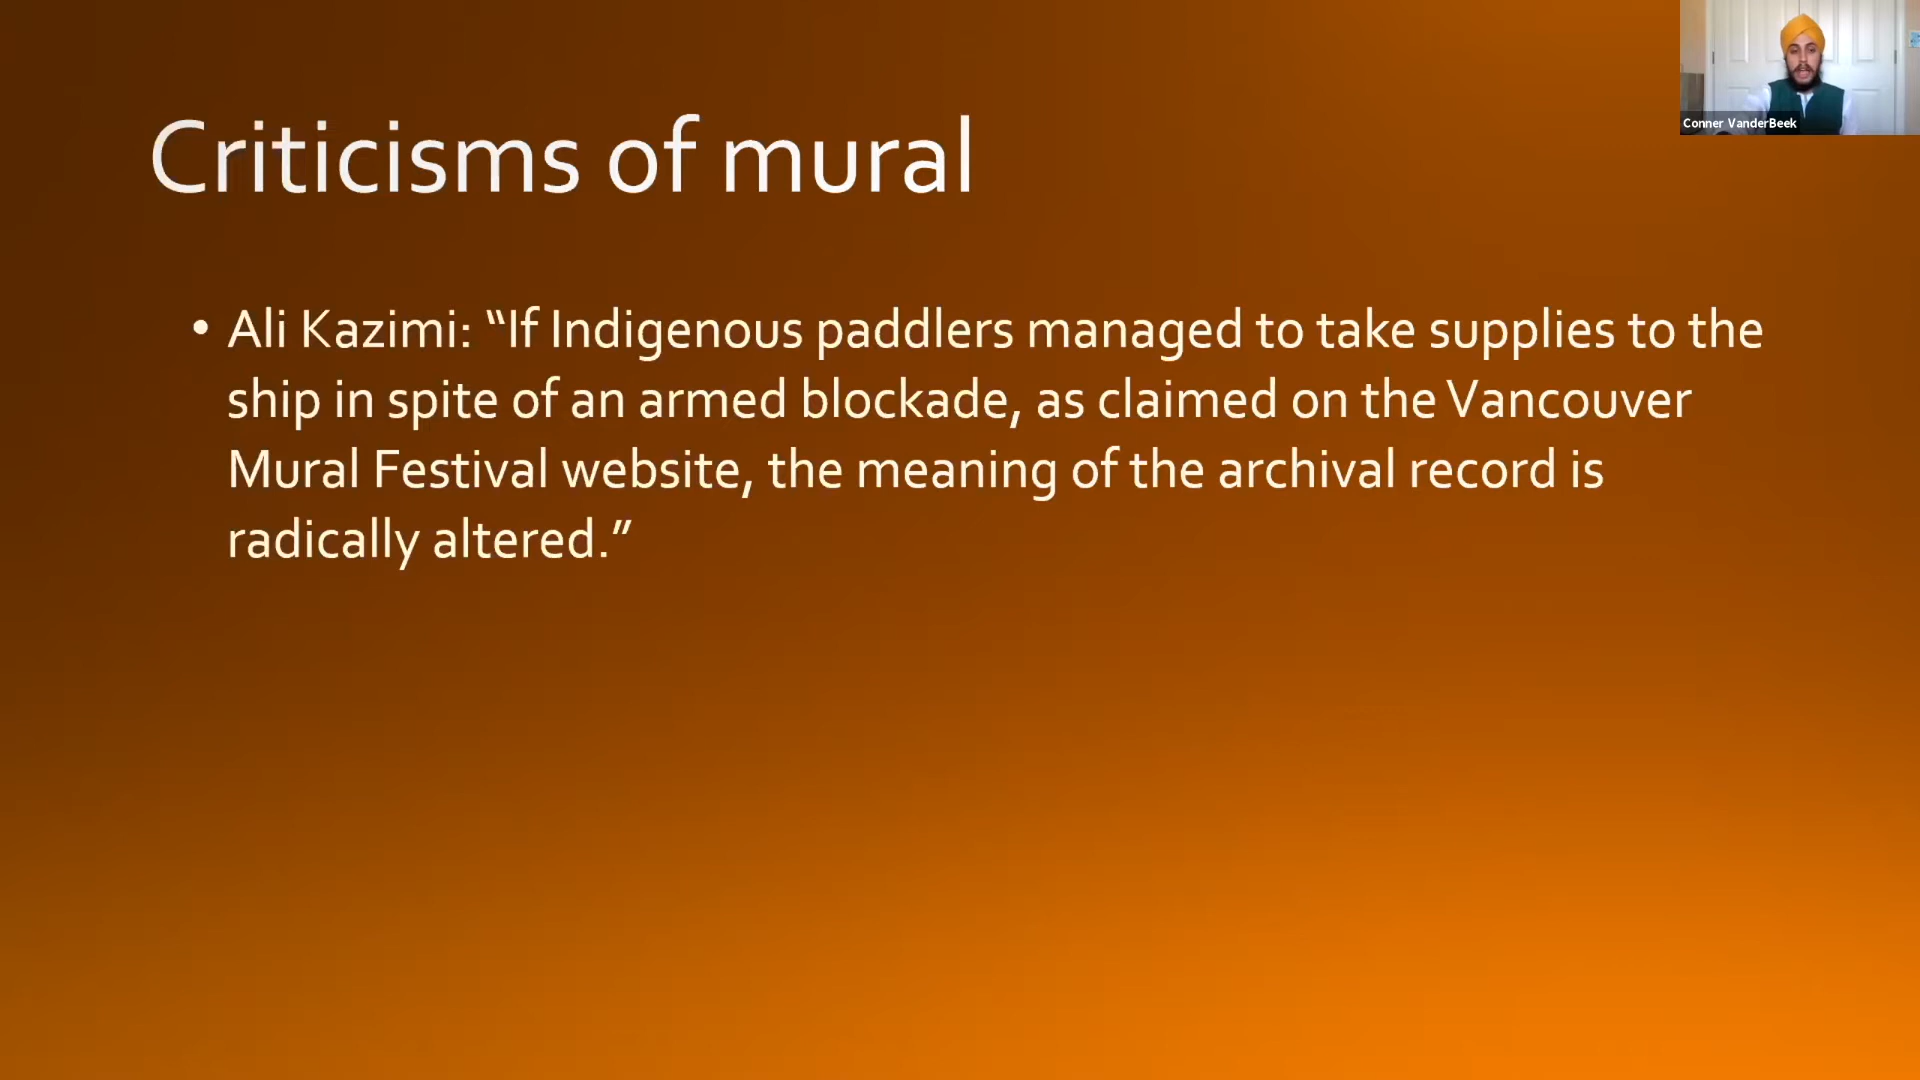 Conner VanderBeek
Criticisms of mural
• Ali Kazimi: “If Indigenous paddlers managed to take supplies to the
ship in spite of an armed blockade, as claimed on the Vancouver
Mural Festival website, the meaning of the archival record is
radically altered.”